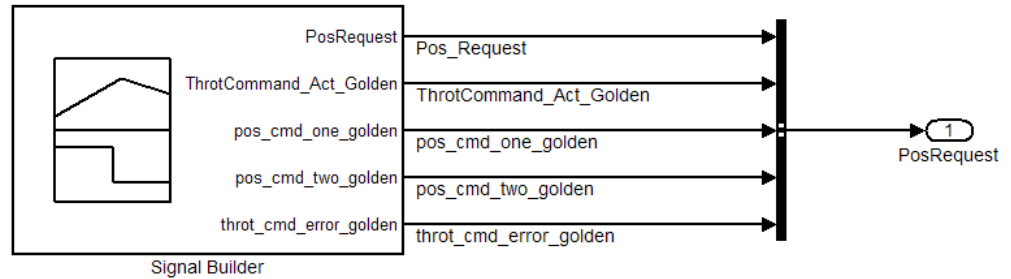 PosRequest
Pos_Request
ThrotCommand_Act_Golden
ThrotCommand_Act_Golden
pos_cmd_one_golden
pos_cmd_one_golden
pos_cmd_two_golden
pos_cmd_two_golden
throt_cmd_error_golden
throt_cmd_error_golden
Signal Builder
1
PosRequest